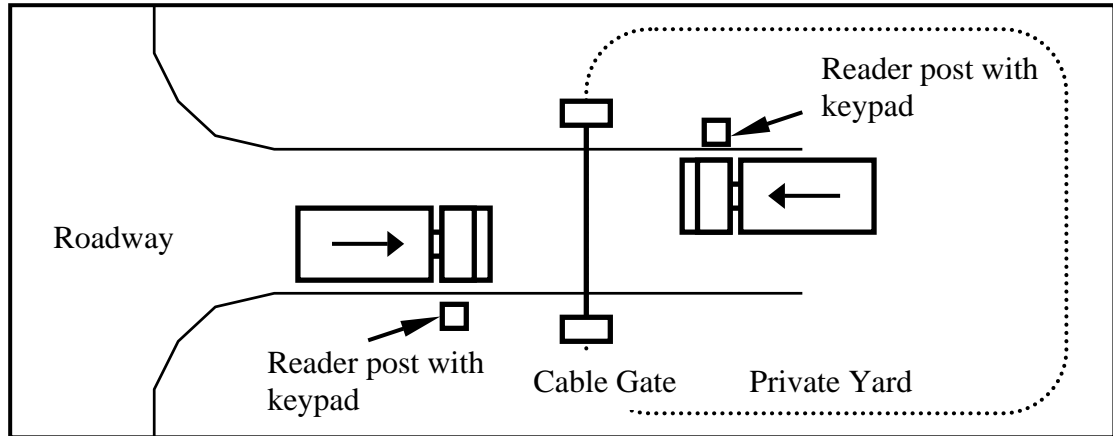 Reader post with
keypad
Roadway
Reader post with
keypad
Cable Gate
Private Yard